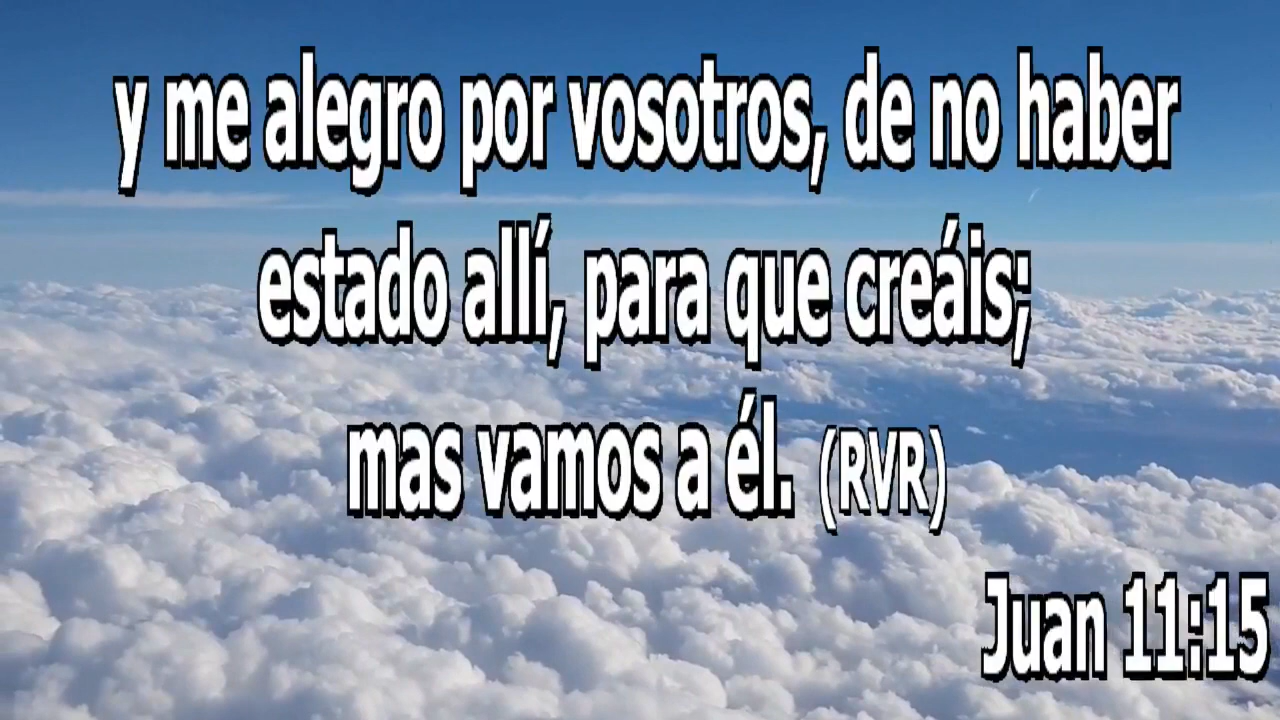 y me alegro por vosotros, de no haber
estado allí, para que creáis;
mas vamos a él. (RVR)
Juan 11:15